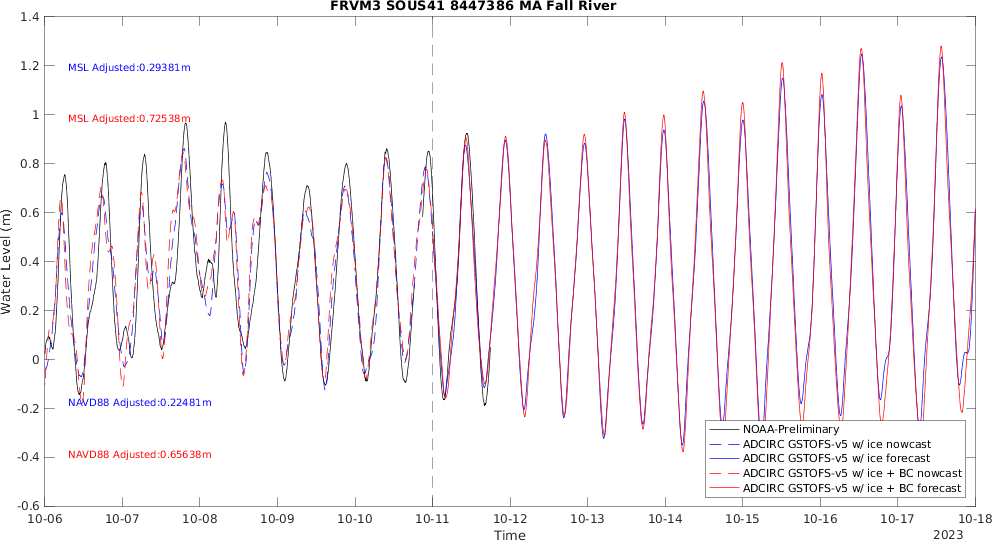 FRVM3 SOUS41 8447386 MA Fall River
1.4
1.2
1
0.8
0.6
0.4
0.2
0
-0.2
-0.4
-0.6
Water Level (m)
MSL Adjusted:0.29381m
MSL Adjusted:0.72538m
NAVD88 Adjusted:0.22481m
NAVD88 Adjusted:0.65638m
NOAA-Preliminary
ADCIRC GSTOFS-v5 w/ ice nowcast
ADCIRC GSTOFS-v5 w/ ice forecast
ADCIRC GSTOFS-v5 w/ ice + BC nowcast
ADCIRC GSTOFS-v5 w/ ice + BC forecast
10-06 10-07 10-08 10-09 10-10 10-11 10-12 10-13 10-14 10-15 10-16 10-17 10-18
Time
2023